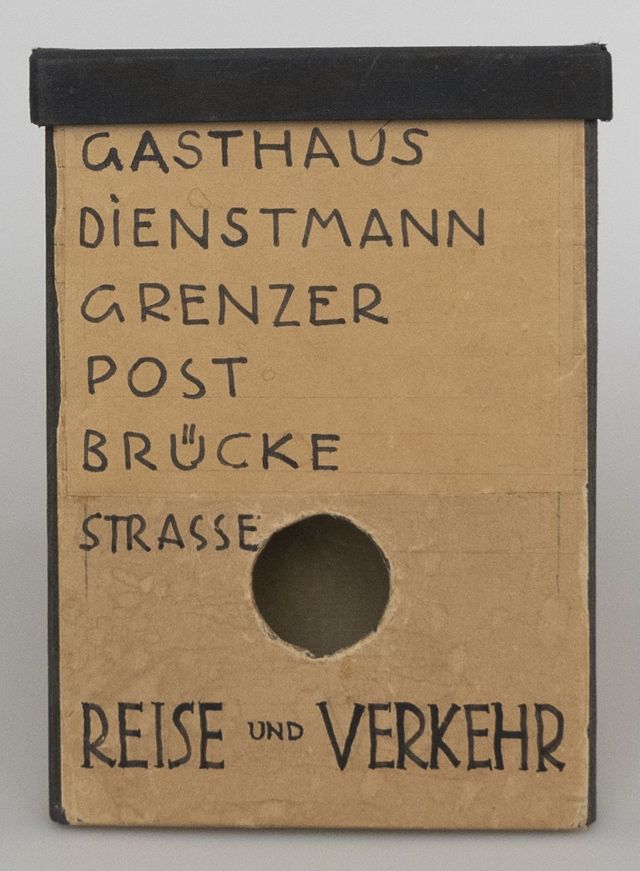 GASTHAUS
DIENSTMANN
GRENZER
POST
BRÜCKE
STRASSE
REISE UND VERKEHR